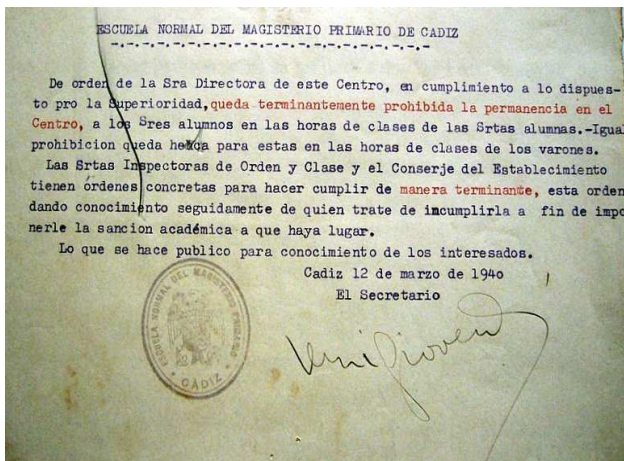 ESCUELA NORMAL DEL MAGISTERIO PRIMARIO DE CADIZ
-.-.-.-.-.-.-.-.-.-.-.-.-.-.-.-.-.-.-
De orden de la Sra Directora de este Centro, en cumplimiento a lo dispues-
to pro la Superioridad,queda terminantemente prohibida la permanencia en el
Centro, a los Sres alumnos en las horas de clases de las Srtas alumnas.-Igual
prohibicion queda hehca para estas en las horas de clases de los varones.
Las Srtas Inspectoras de Orden y Clase y el Conserje del Establecimiento
tienen órdenes concretas para hacer cumplir de manera terminante, esta orden
dando conocimiento seguidamente de quien trate de incumplirla a fin de impo
nerle la sancion académica a que haya lugar.
Lo que se hace publico para conocimiento de los interesados.
Cadiz 12 de marzo de 1940
El Secretario
ESCUELA NORMAL DEL MAGISTERIO PRIMARIO
CÁDIZ